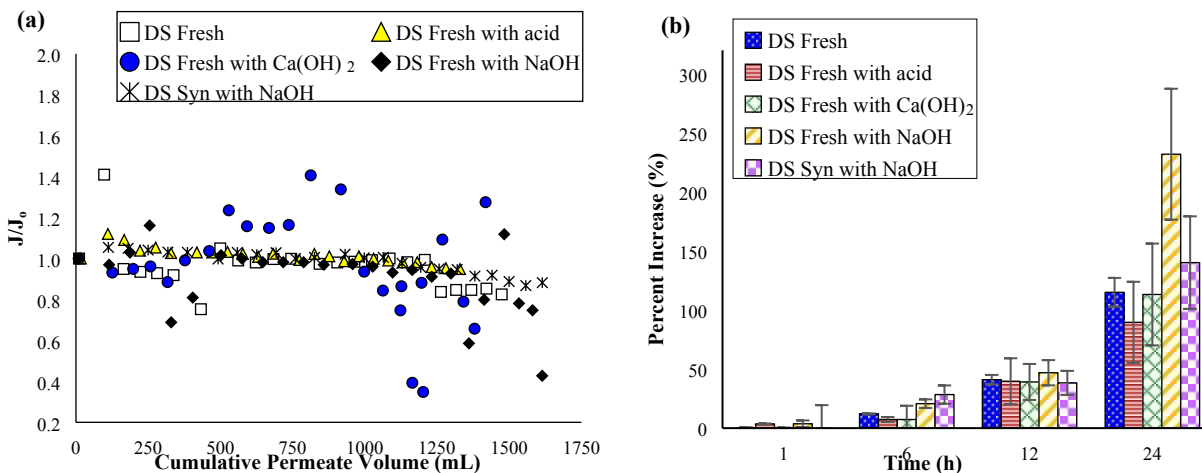 (a)
DS Fresh
DS Fresh with acid
DS Fresh with Ca(OH) 2
DS Fresh with NaOH
DS Syn with NaOH
2.0
1.8
1.6
1.4
1.2
1.0
0.8
0.6
0.4
0.2
J/Jo
0
250
500
750
1000
1250
1500
1750
Cumulative Permeate Volume (mL)
(b)
DS Fresh
DS Fresh with acid
DS Fresh with Ca(OH)2
DS Fresh with NaOH
DS Syn with NaOH
300
250
200
150
100
50
0
Percent Increase (%)
1
6
12
24
Time (h)